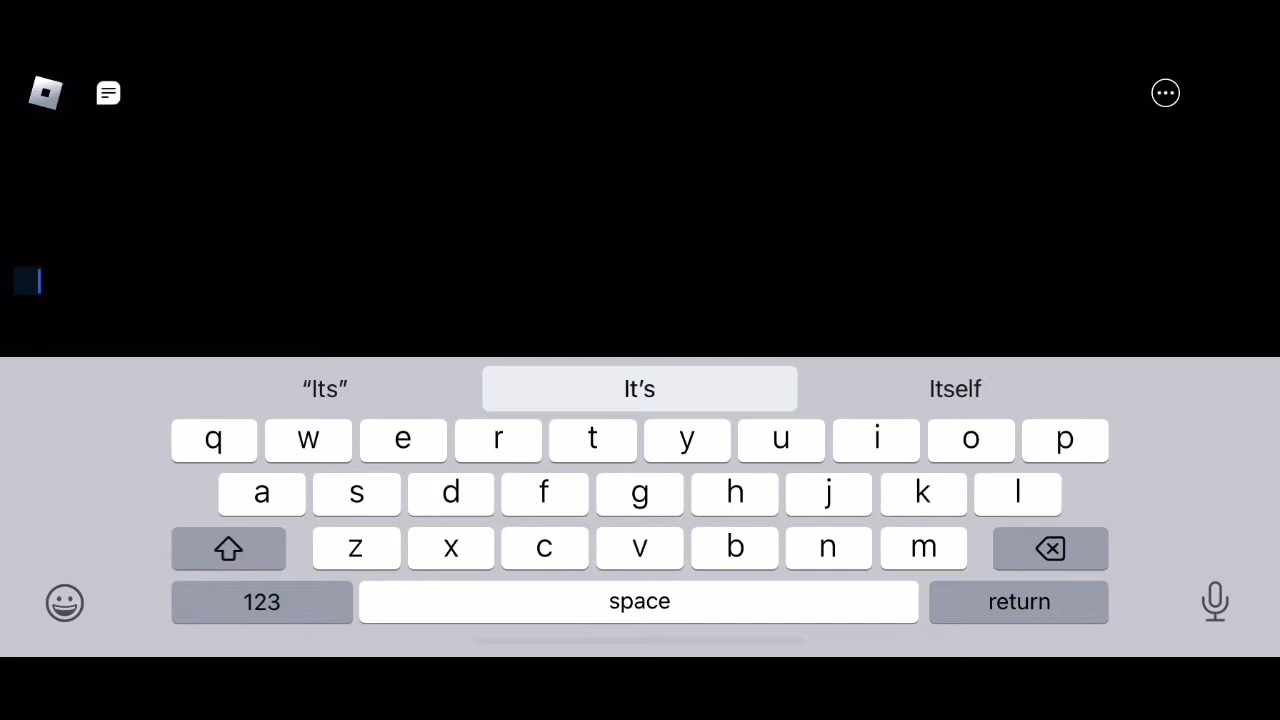 “Its” It’s Itself
q w e r t y u i o p
a s d f g h j k l
z x c v b n m
123 space return